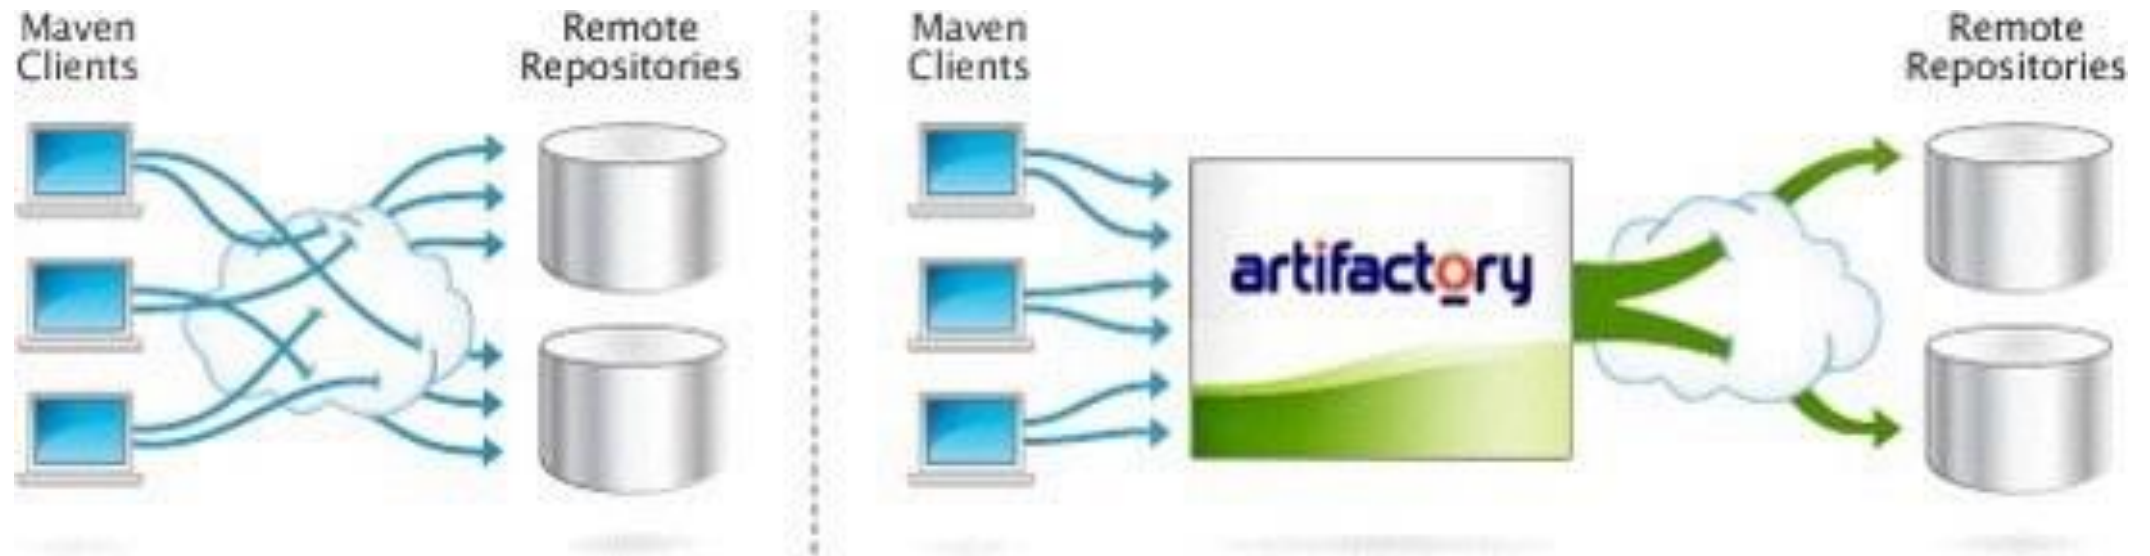 Maven
Clients
Remote
Repositories
Maven
Clients
artifactory
Remote
Repositories